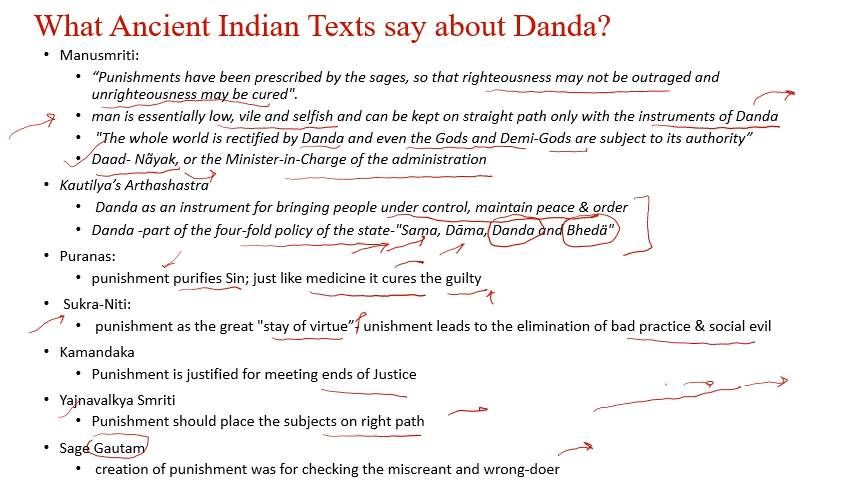 What Ancient Indian Texts say about Danda?
• Manusmriti:
• “Punishments have been prescribed by the sages, so that righteousness may not be outraged and
unrighteousness may be cured".
• man is essentially low, vile and selfish and can be kept on straight path only with the instruments of Danda
• "The whole world is rectified by Danda and even the Gods and Demi-Gods are subject to its authority”
• Daad- Nãyak, or the Minister-in-Charge of the administration
• Kautilya’s Arthashastra
• Danda as an instrument for bringing people under control, maintain peace & order
• Danda -part of the four-fold policy of the state-"Sama, Dāma, Danda and Bhedä"
• Puranas:
• punishment purifies Sin; just like medicine it cures the guilty
• Sukra-Niti:
• punishment as the great "stay of virtue”- Punishment leads to the elimination of bad practice & social evil
• Kamandaka
• Punishment is justified for meeting ends of Justice
• Yajnavalkya Smriti
• Punishment should place the subjects on right path
• Sage Gautam
• creation of punishment was for checking the miscreant and wrong-doer